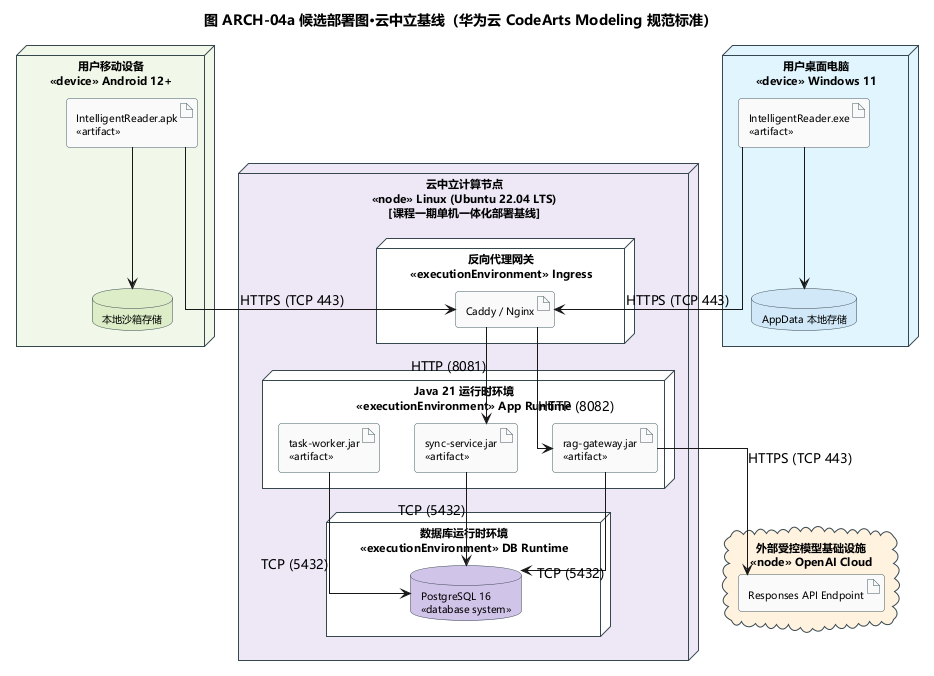 图 ARCH-04a 候选部署图·云中立基线（华为云 CodeArts Modeling 规范标准）
用户移动设备
«device» Android 12+
IntelligentReader.apk
«artifact»
本地沙箱存储
用户桌面电脑
«device» Windows 11
IntelligentReader.exe
«artifact»
AppData 本地存储
云中立计算节点
«node» Linux (Ubuntu 22.04 LTS)
[课程一期单机一体化部署基线]
反向代理网关
«executionEnvironment» Ingress
Caddy / Nginx
HTTPS (TCP 443)
HTTPS (TCP 443)
HTTP (8081)
HTTP (8082)
Java 21 运行时环境
«executionEnvironment» App Runtime
task-worker.jar
«artifact»
sync-service.jar
«artifact»
rag-gateway.jar
«artifact»
HTTPS (TCP 443)
TCP (5432)
TCP (5432)
TCP (5432)
数据库运行时环境
«executionEnvironment» DB Runtime
PostgreSQL 16
«database system»
外部受控模型基础设施
«node» OpenAI Cloud
Responses API Endpoint